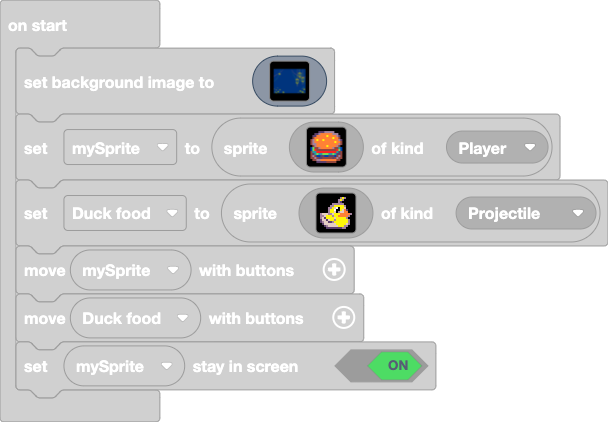 on start
set background image to
set mySprite to sprite of kind Player
set Duck food to sprite of kind Projectile
move mySprite with buttons
move Duck food with buttons
set mySprite stay in screen ON